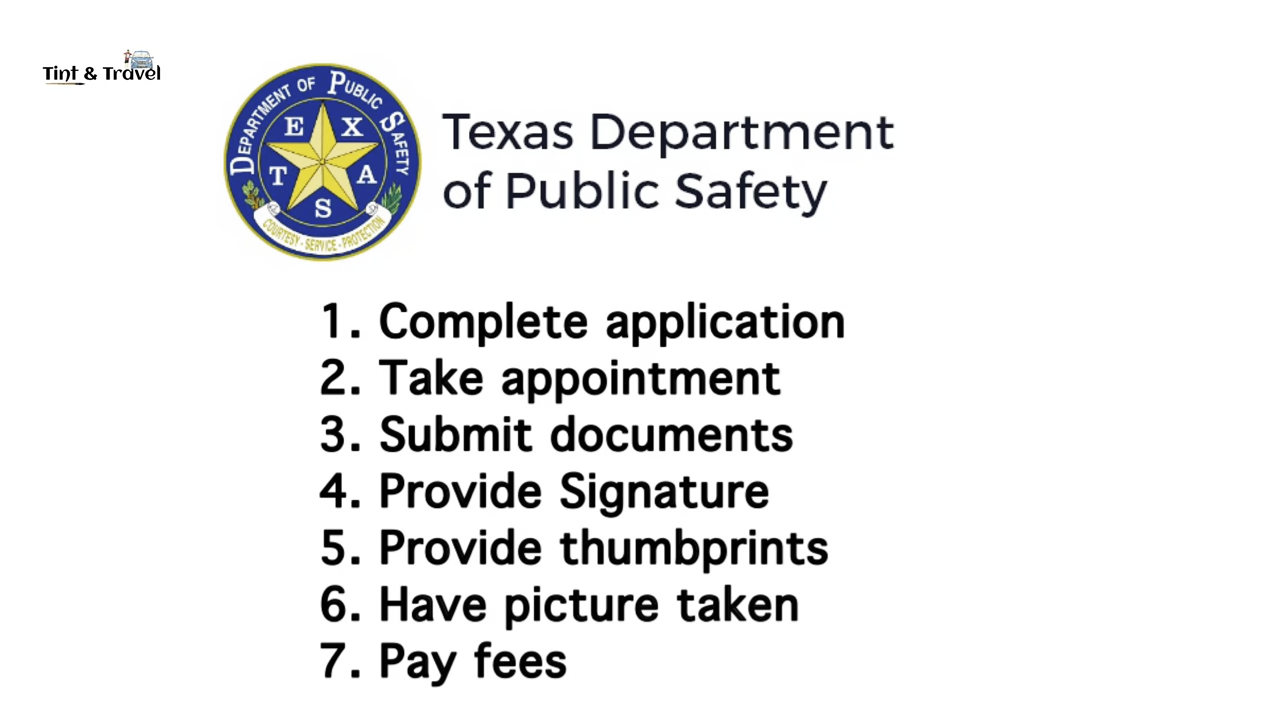 Tint & Travel
DEPARTMENT OF PUBLIC SAFETY
TEXAS
COURTESY - SERVICE - PROTECTION
Texas Department
of Public Safety
1. Complete application
2. Take appointment
3. Submit documents
4. Provide Signature
5. Provide thumbprints
6. Have picture taken
7. Pay fees